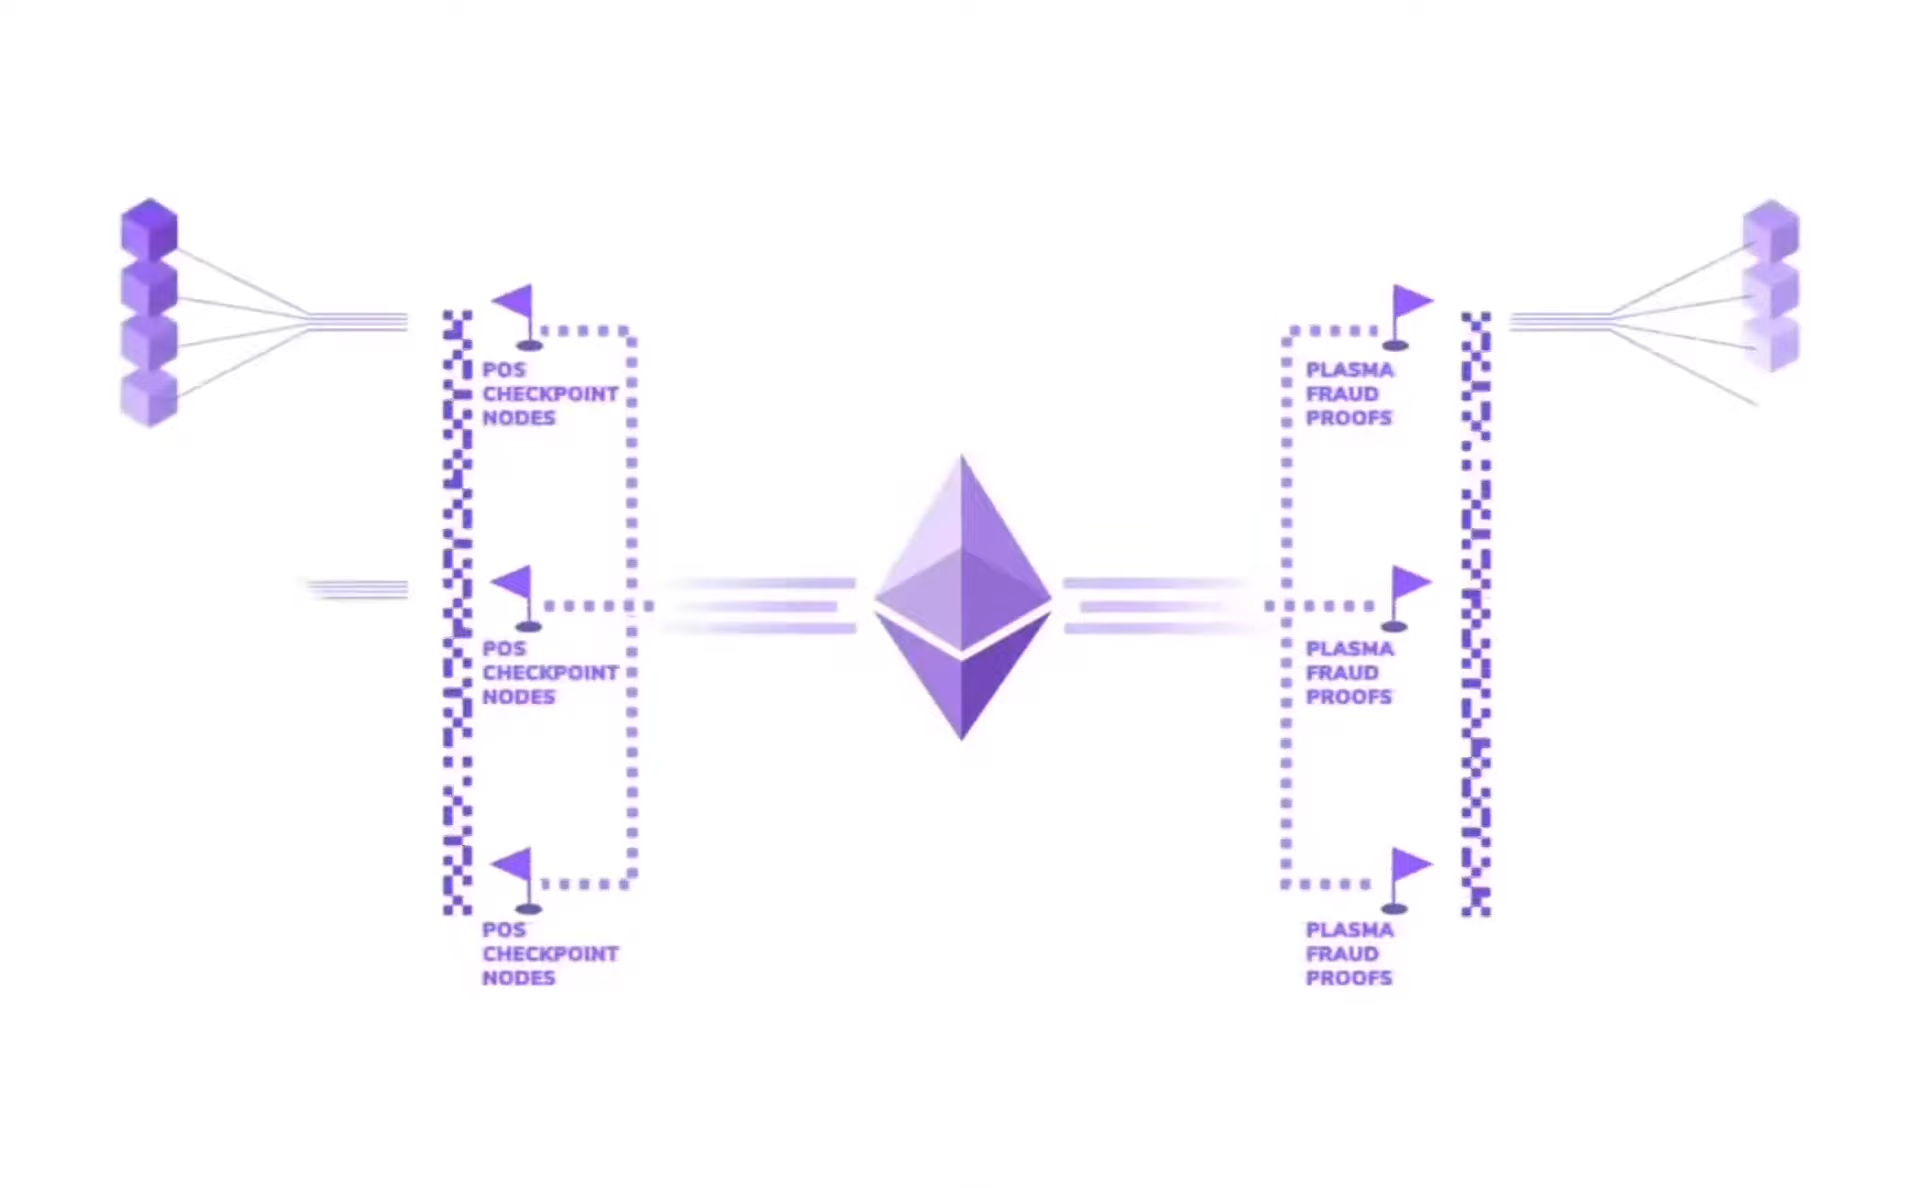 POS
CHECKPOINT
NODES
PLASMA
FRAUD
PROOFS
POS
CHECKPOINT
NODES
PLASMA
FRAUD
PROOFS
POS
CHECKPOINT
NODES
PLASMA
FRAUD
PROOFS